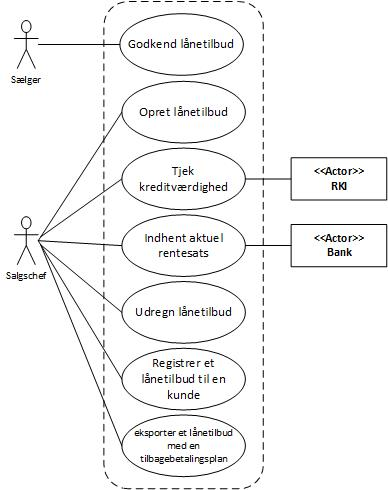 Godkend lånetilbud
Sælger
Opret lånetilbud
Tjek
kreditværdighed
<<Actor>>
RKI
Indhent aktuel
rentesats
<<Actor>>
Bank
Salgschef
Udregn lånetilbud
Registrer et
lånetilbud til en
kunde
eksporter et lånetilbud
med en
tilbagebetalingsplan